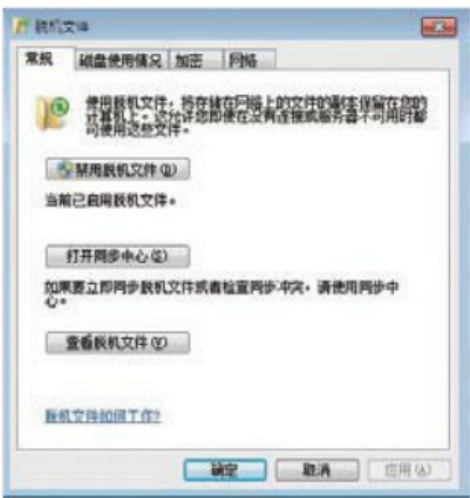 脱机文件
常规 磁盘使用情况 加密 网络
使用脱机文件，将存储在网络上的文件的副本保留在您的
计算机上。这允许您即使在没有连接或服务器不可用时都
可使用这些文件。
禁用脱机文件(D)
当前已启用脱机文件。
打开同步中心(S)
如果要立即同步脱机文件或者检查同步冲突，请使用同步中
心。
查看脱机文件(V)
脱机文件如何工作?
确定 取消 应用(A)